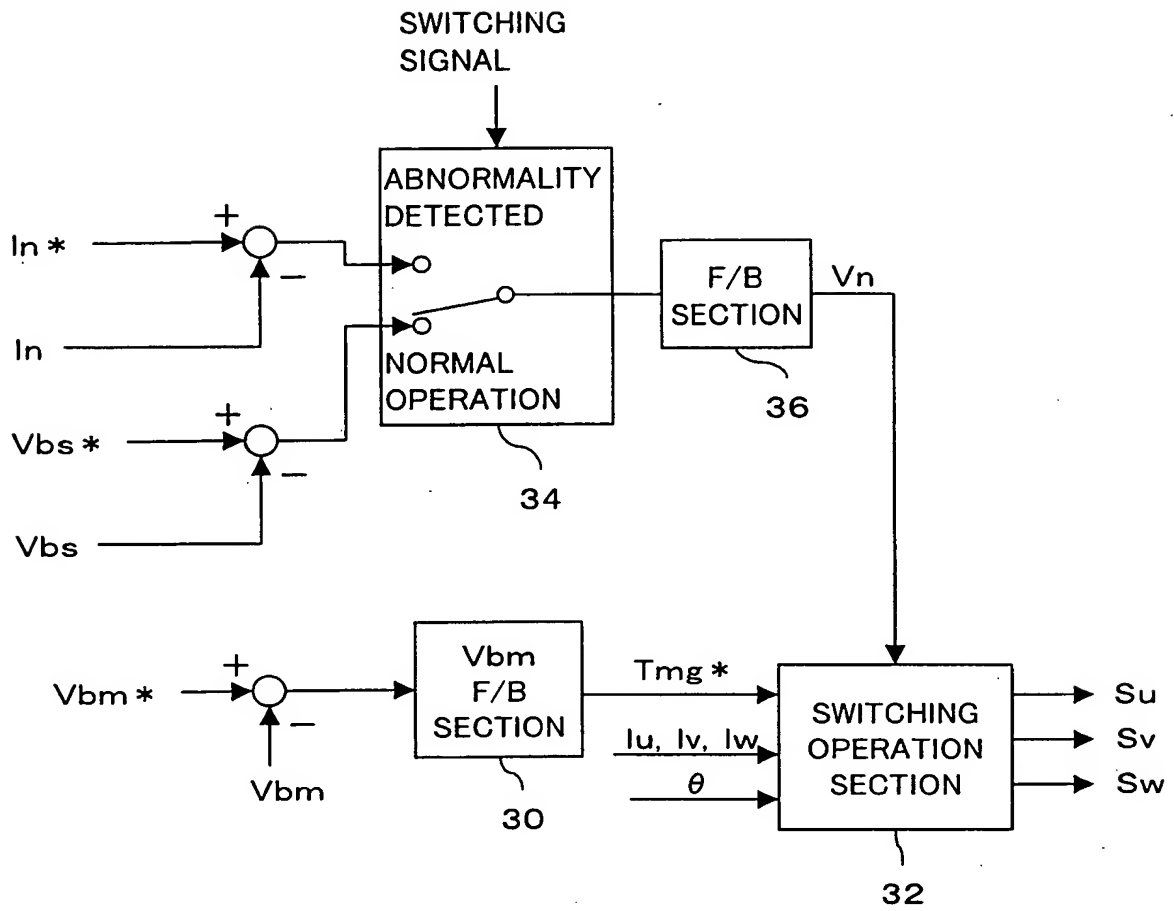 SWITCHING
SIGNAL
ABNORMALITY
DETECTED
In*
+
−
In
NORMAL
OPERATION
F/B
SECTION
Vn
36
34
Vbs*
+
−
Vbs
Vbm*
+
−
Vbm
Vbm
F/B
SECTION
30
Tmg*
Iu, Iv, Iw
θ
SWITCHING
OPERATION
SECTION
32
Su
Sv
Sw